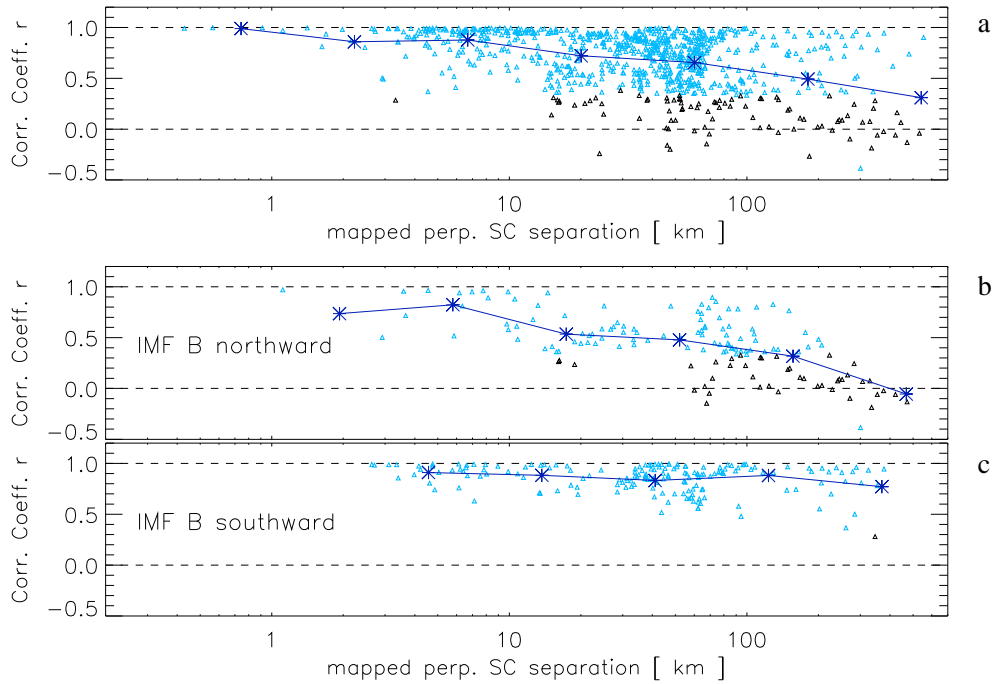 a
Corr. Coeff. r
1.0
0.5
0.0
−0.5
1
10
100
mapped perp. SC separation [ km ]
b
Corr. Coeff. r
1.0
0.5
0.0
−0.5
IMF B northward
c
Corr. Coeff. r
1.0
0.5
0.0
−0.5
IMF B southward
1
10
100
mapped perp. SC separation [ km ]